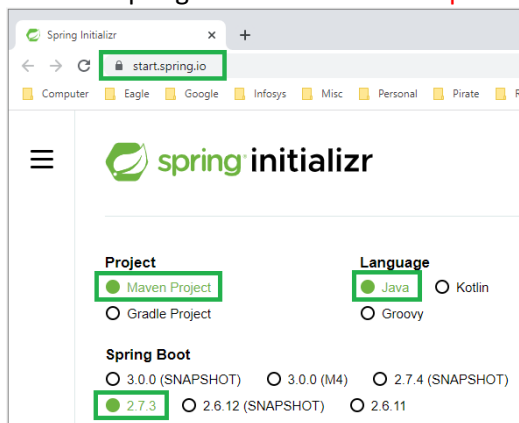 Spring Initializr
start.spring.io
Computer Eagle Google Infosys Misc Personal Pirate
spring initializr
Project
Language
Maven Project
Java Kotlin
Gradle Project
Groovy
Spring Boot
3.0.0 (SNAPSHOT) 3.0.0 (M4) 2.7.4 (SNAPSHOT)
2.7.3 2.6.12 (SNAPSHOT) 2.6.11